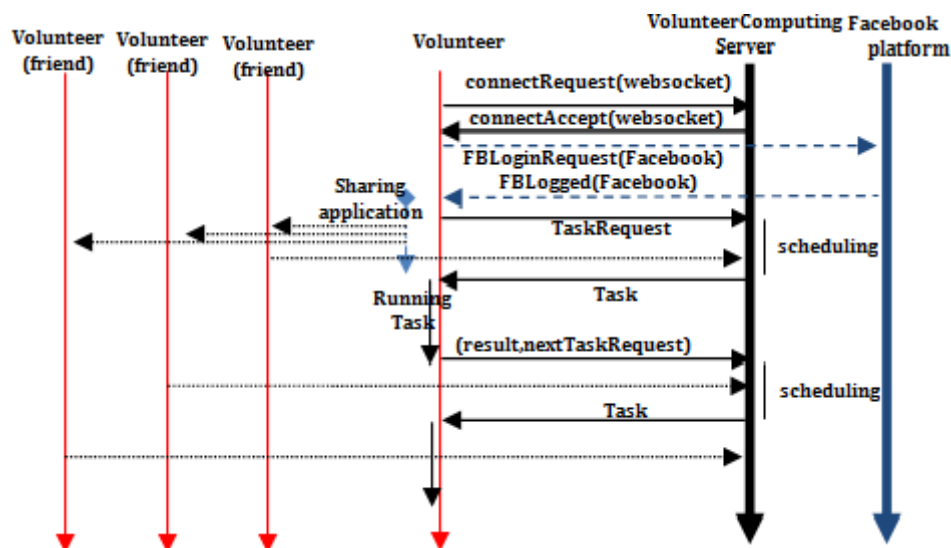 Volunteer
(friend)
Volunteer
(friend)
Volunteer
(friend)
Volunteer
VolunteerComputing
Server
Facebook
platform
connectRequest(websocket)
connectAccept(websocket)
FBLoginRequest(Facebook)
FBLogged(Facebook)
Sharing
application
TaskRequest
scheduling
Task
Running
Task
(result,nextTaskRequest)
scheduling
Task